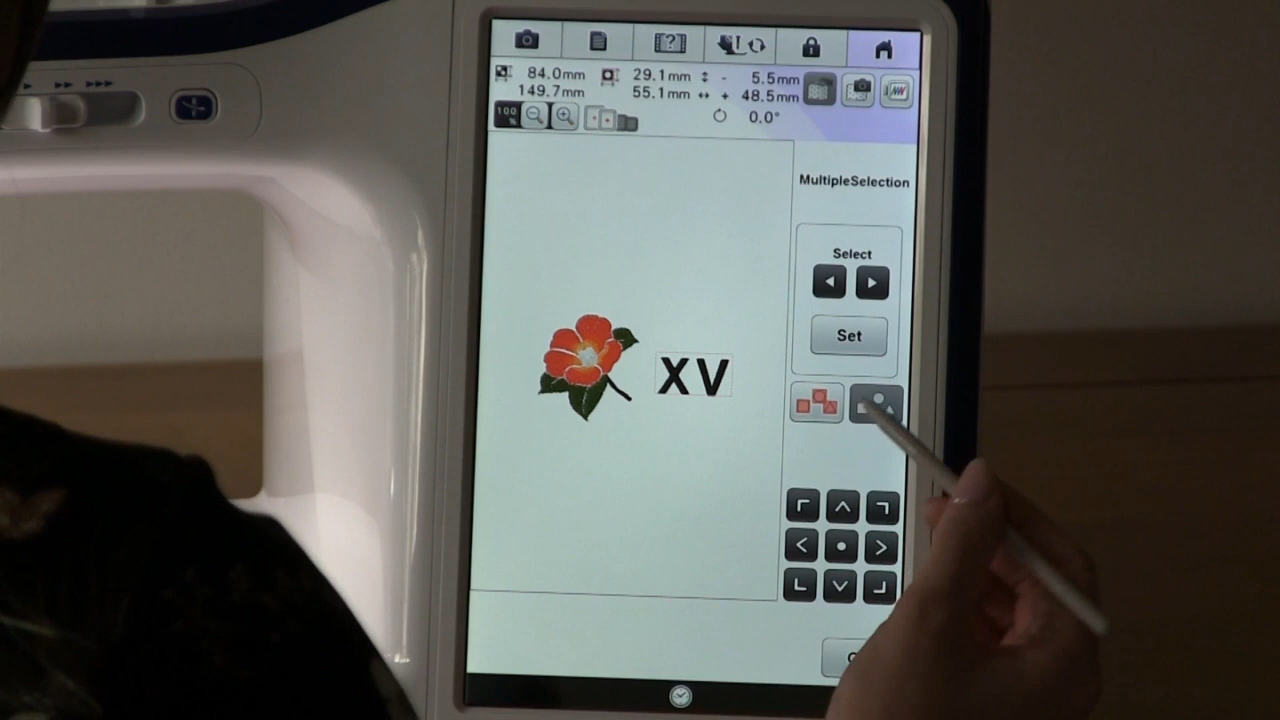 84.0mm 29.1mm ↕ - 5.5mm
149.7mm 55.1mm ↔ + 48.5mm
100 % 0.0°
MultipleSelection
Select
Set
XV